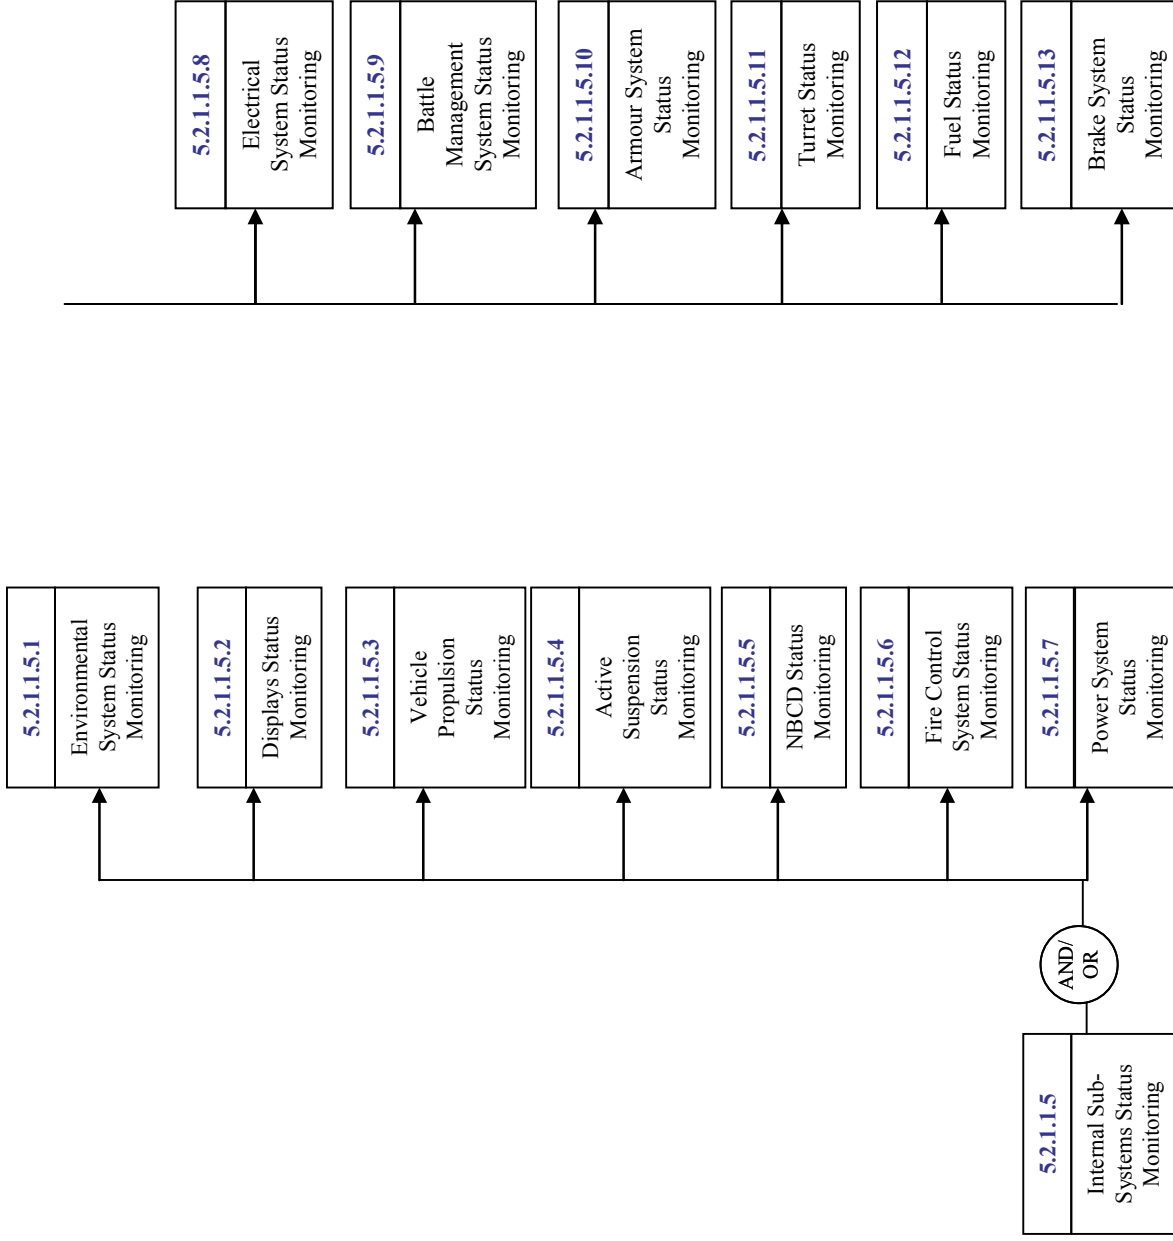 5.2.1.1.5
Internal Sub-
Systems Status
Monitoring
AND/
OR
5.2.1.1.5.1
Environmental
System Status
Monitoring
5.2.1.1.5.2
Displays Status
Monitoring
5.2.1.1.5.3
Vehicle
Propulsion
Status
Monitoring
5.2.1.1.5.4
Active
Suspension
Status
Monitoring
5.2.1.1.5.5
NBCD Status
Monitoring
5.2.1.1.5.6
Fire Control
System Status
Monitoring
5.2.1.1.5.7
Power System
Status
Monitoring
5.2.1.1.5.8
Electrical
System Status
Monitoring
5.2.1.1.5.9
Battle
Management
System Status
Monitoring
5.2.1.1.5.10
Armour System
Status
Monitoring
5.2.1.1.5.11
Turret Status
Monitoring
5.2.1.1.5.12
Fuel Status
Monitoring
5.2.1.1.5.13
Brake System
Status
Monitoring